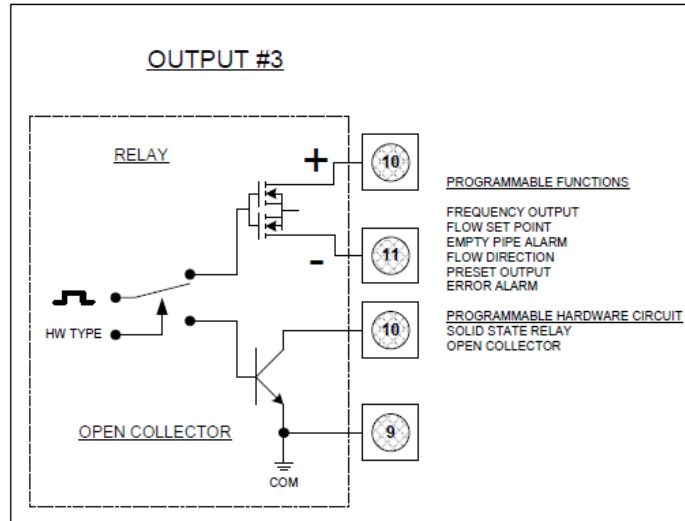 OUTPUT #3
RELAY
+
10
-
11
HW TYPE
10
OPEN COLLECTOR
9
COM
PROGRAMMABLE FUNCTIONS
FREQUENCY OUTPUT
FLOW SET POINT
EMPTY PIPE ALARM
FLOW DIRECTION
PRESET OUTPUT
ERROR ALARM
PROGRAMMABLE HARDWARE CIRCUIT
SOLID STATE RELAY
OPEN COLLECTOR